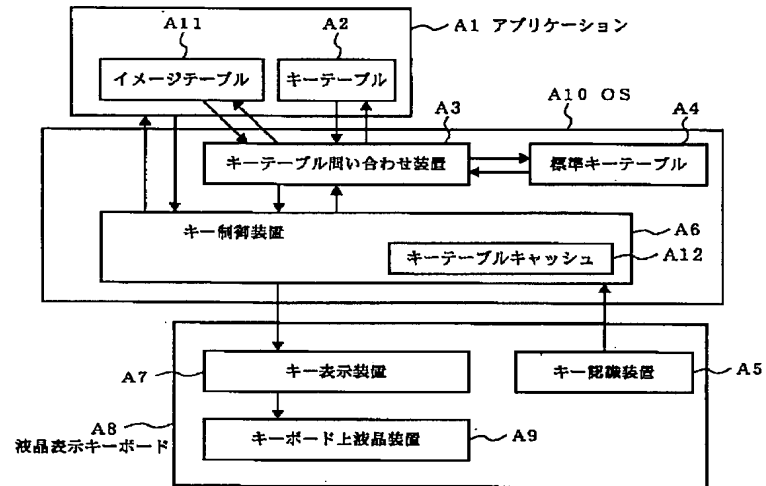 A11
A2
A1 アプリケーション
イメージテーブル
キーテーブル
A10 OS
A3
A4
キーテーブル問い合わせ装置
標準キーテーブル
キー制御装置
A6
キーテーブルキャッシュ
A12
A7
キー表示装置
キー認識装置
A5
A8
液晶表示キーボード
キーボード上液晶装置
A9